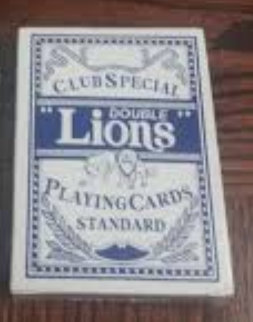 CLUB SPECIAL
DOUBLE
"Lions"
PLAYING CARDS
STANDARD